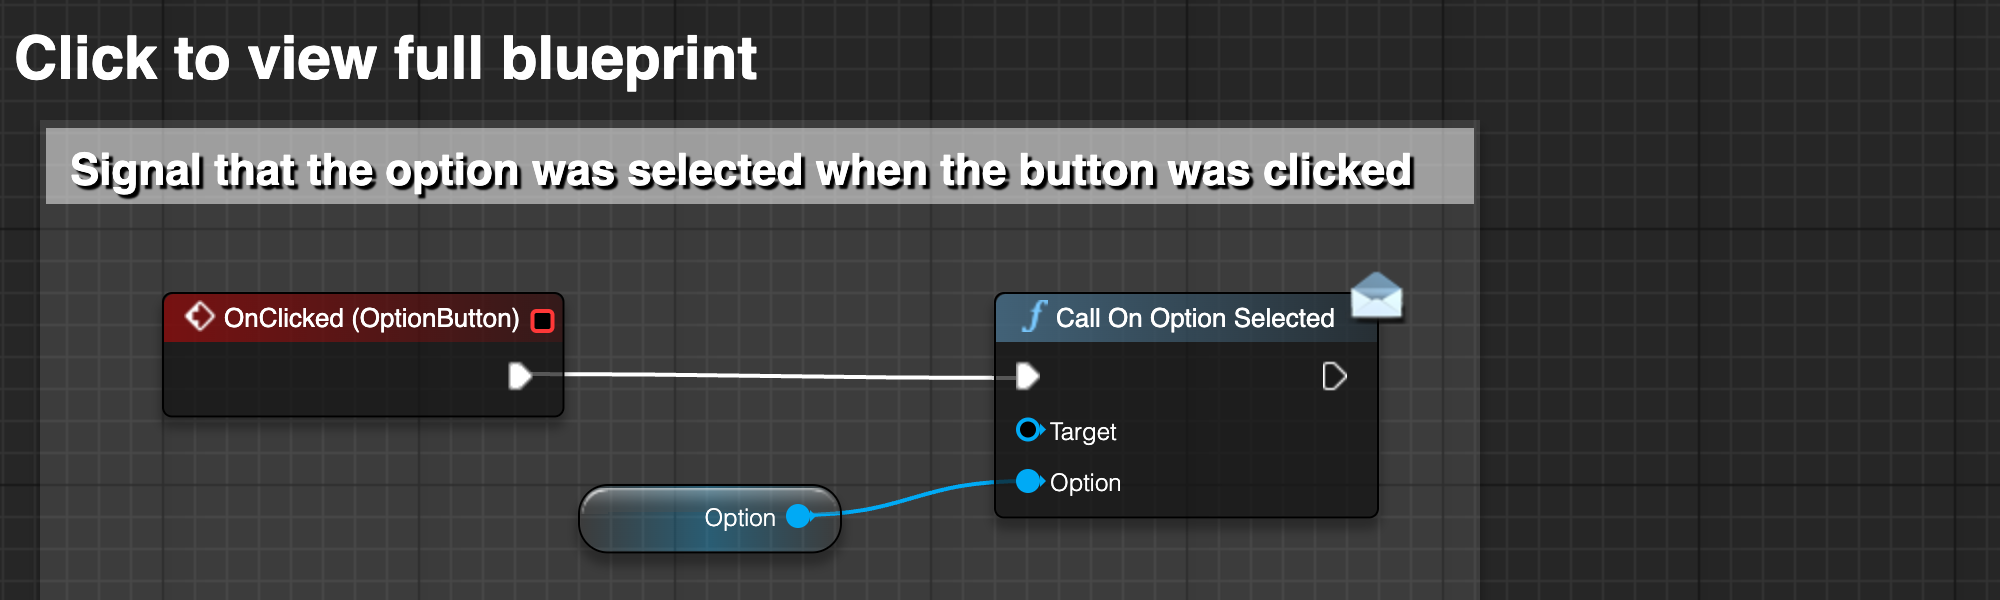 Click to view full blueprint
Signal that the option was selected when the button was clicked
OnClicked (OptionButton)
Call On Option Selected
Target
Option
Option